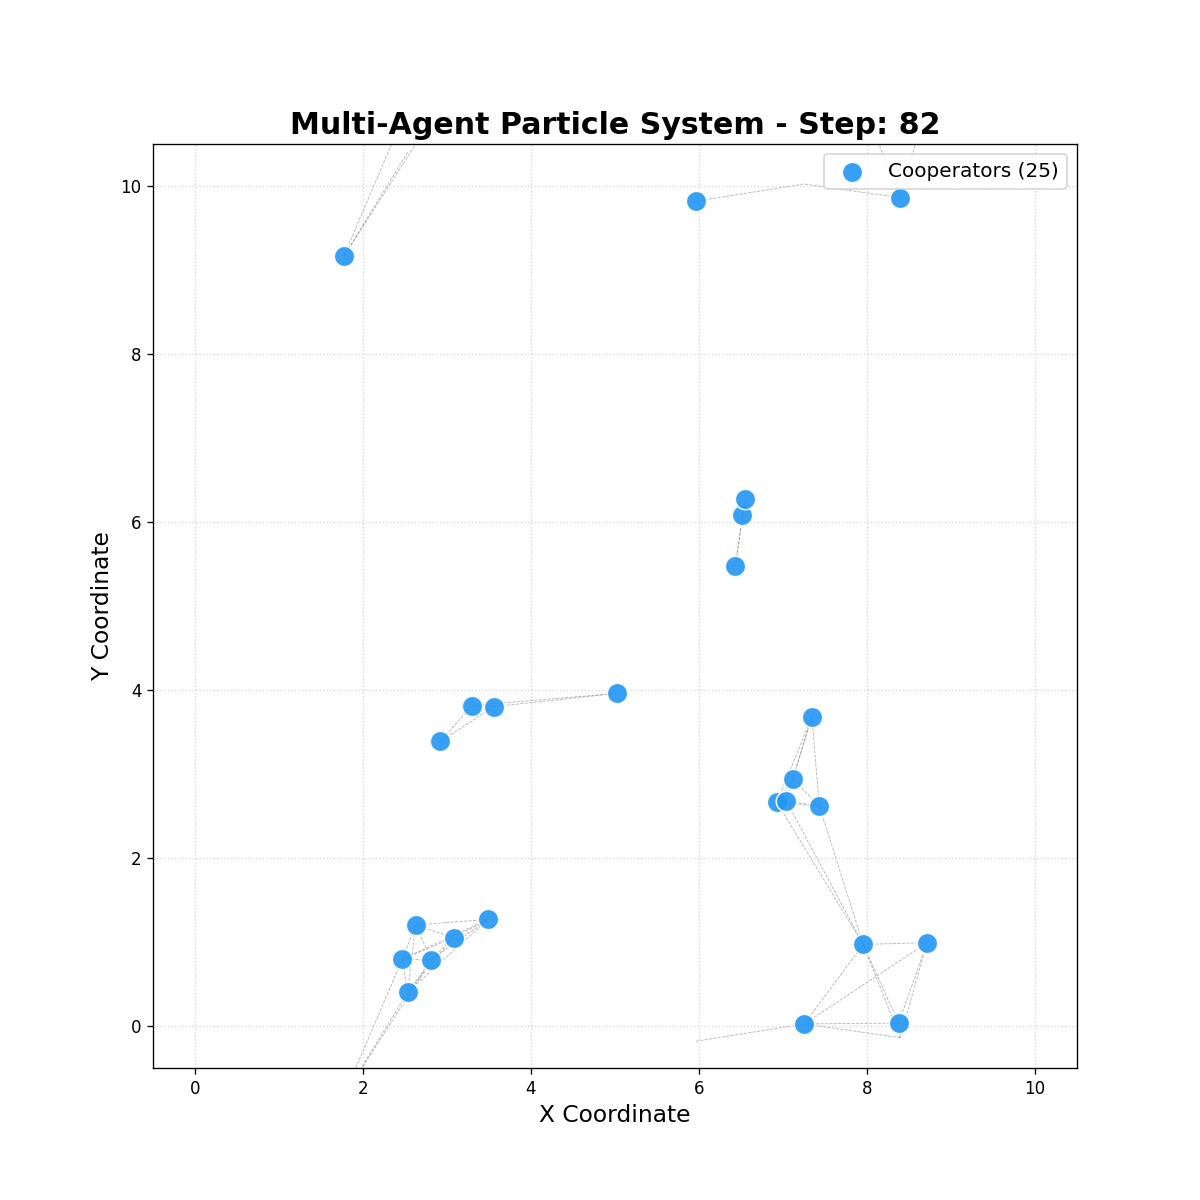 Multi-Agent Particle System - Step: 82
Cooperators (25)
10
8
6
4
2
0
Y Coordinate
0 2 4 6 8 10
X Coordinate